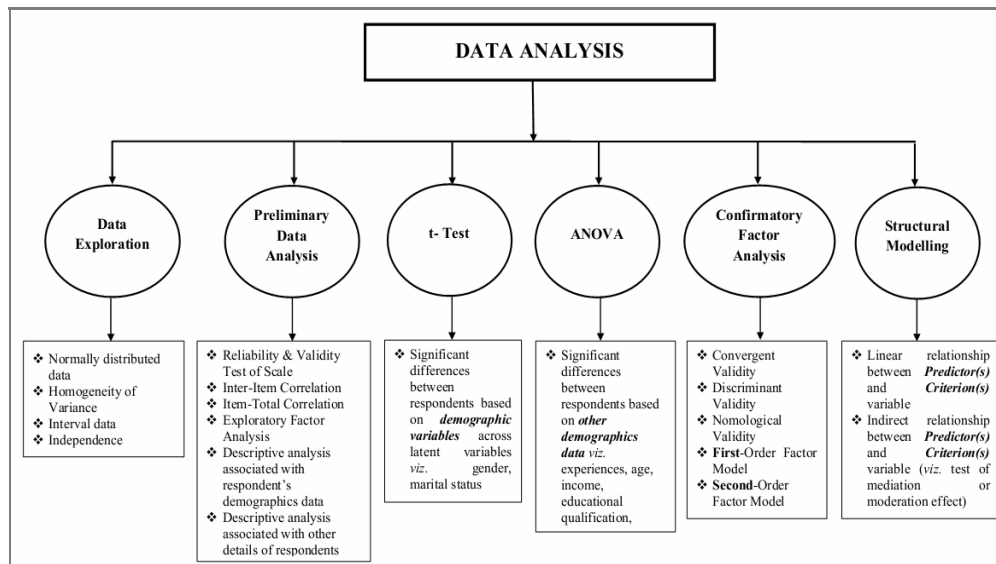 DATA ANALYSIS
Data
Exploration
Preliminary
Data
Analysis
t- Test
ANOVA
Confirmatory
Factor
Analysis
Structural
Modelling
❖ Normally distributed
data
❖ Homogeneity of
Variance
❖ Interval data
❖ Independence
❖ Reliability & Validity
Test of Scale
❖ Inter-Item Correlation
❖ Item-Total Correlation
❖ Exploratory Factor
Analysis
❖ Descriptive analysis
associated with
respondent's
demographics data
❖ Descriptive analysis
associated with other
details of respondents
❖ Significant
differences
between
respondents based
on demographic
variables across
latent variables
viz. gender,
marital status
❖ Significant
differences
between
respondents based
on other
demographics
data viz.
experiences, age,
income,
educational
qualification,
❖ Convergent
Validity
❖ Discriminant
Validity
❖ Nomological
Validity
❖ First-Order Factor
Model
❖ Second-Order
Factor Model
❖ Linear relationship
between Predictor(s)
and Criterion(s)
variable
❖ Indirect relationship
between Predictor(s)
and Criterion(s)
variable (viz. test of
mediation or
moderation effect)